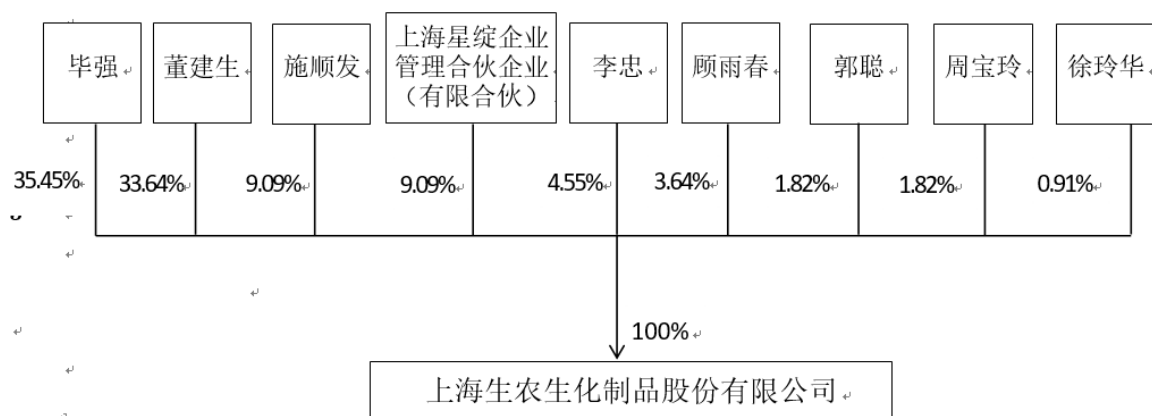 毕强
董建生
施顺发
上海星绽企业
管理合伙企业
（有限合伙）
李忠
顾雨春
郭聪
周宝玲
徐玲华
35.45%
33.64%
9.09%
9.09%
4.55%
3.64%
1.82%
1.82%
0.91%
100%
上海生农生化制品股份有限公司